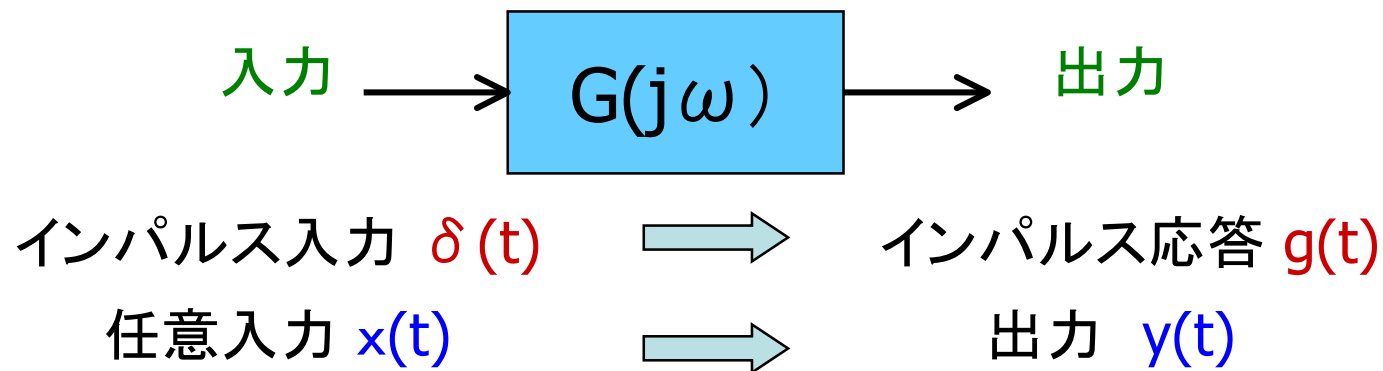 入力 G(jω） 出力
インパルス入力 δ(t) インパルス応答 g(t)
任意入力 x(t) 出力 y(t)